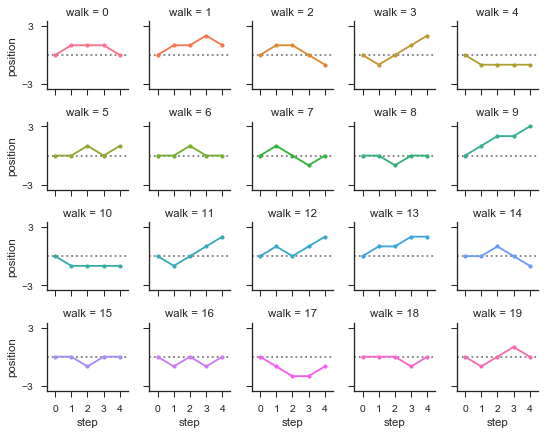 walk = 0 walk = 1 walk = 2 walk = 3 walk = 4
3
position
−3
walk = 5 walk = 6 walk = 7 walk = 8 walk = 9
3
position
−3
walk = 10 walk = 11 walk = 12 walk = 13 walk = 14
3
position
−3
walk = 15 walk = 16 walk = 17 walk = 18 walk = 19
3
position
−3
0 1 2 3 4 0 1 2 3 4 0 1 2 3 4 0 1 2 3 4 0 1 2 3 4
step step step step step